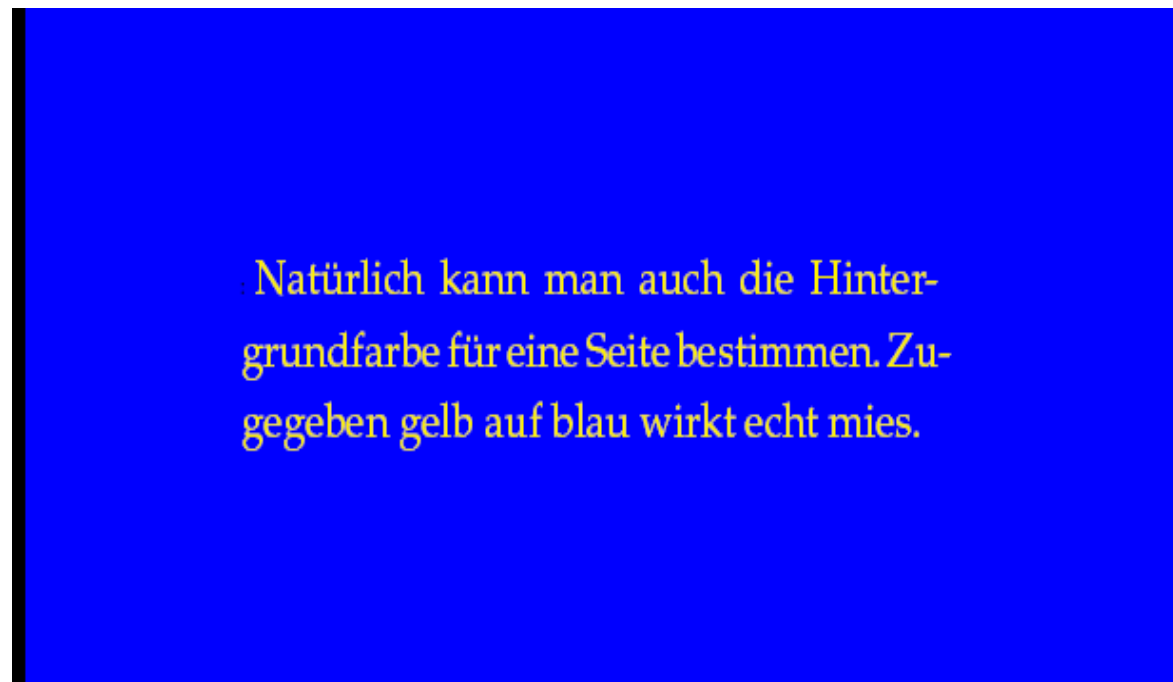 : Natürlich kann man auch die Hinter-
grundfarbe für eine Seite bestimmen. Zu-
gegeben gelb auf blau wirkt echt mies.